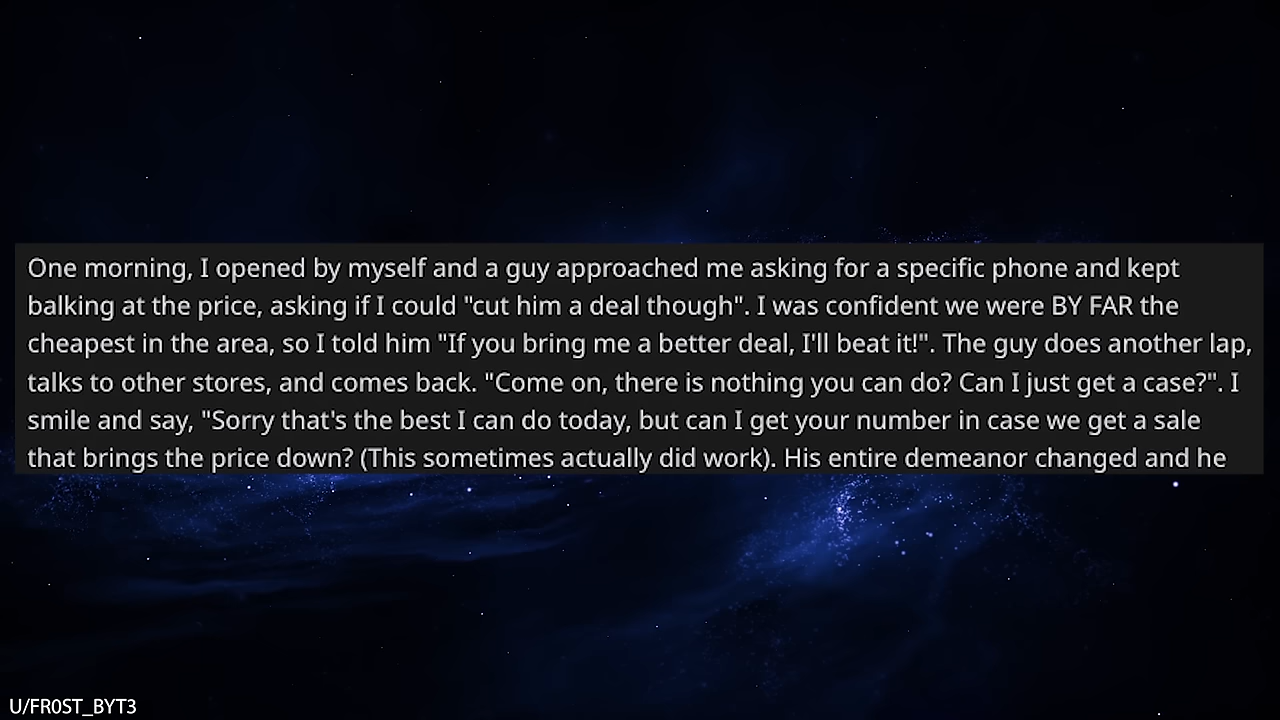 One morning, I opened by myself and a guy approached me asking for a specific phone and kept
balking at the price, asking if I could "cut him a deal though". I was confident we were BY FAR the
cheapest in the area, so I told him "If you bring me a better deal, I'll beat it!". The guy does another lap,
talks to other stores, and comes back. "Come on, there is nothing you can do? Can I just get a case?". I
smile and say, "Sorry that's the best I can do today, but can I get your number in case we get a sale
that brings the price down? (This sometimes actually did work). His entire demeanor changed and he
U/FR0ST_BYT3